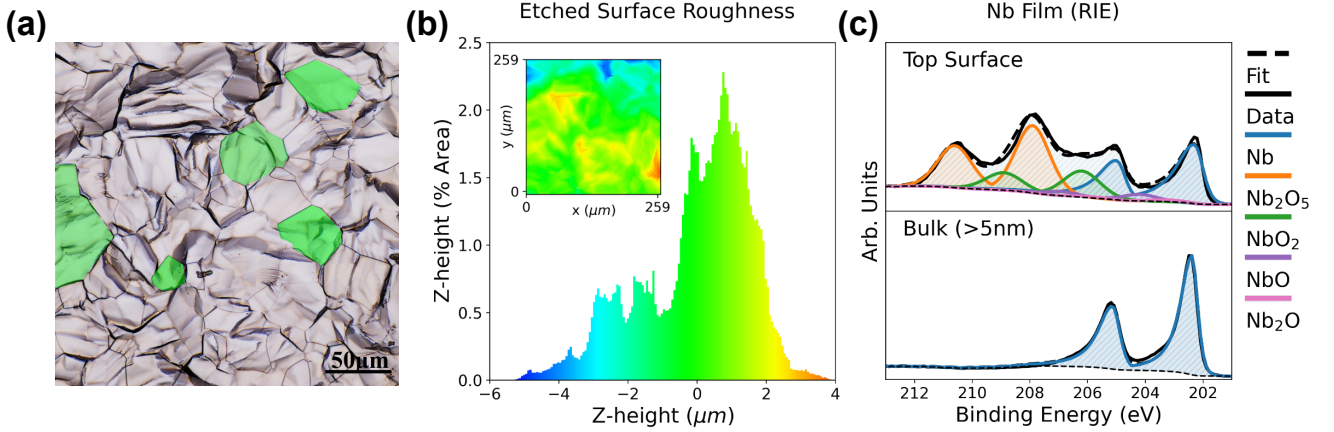 (a)
50μm
(b)
Etched Surface Roughness
Z-height (% Area)
2.5
2.0
1.5
1.0
0.5
0.0
259
y (μm)
0
0
x (μm)
259
−6
−4
−2
0
2
4
Z-height (μm)
(c)
Nb Film (RIE)
Top Surface
Bulk (>5nm)
Arb. Units
212
210
208
206
204
202
Binding Energy (eV)
Fit
Data
Nb
Nb₂O₅
NbO₂
NbO
Nb₂O